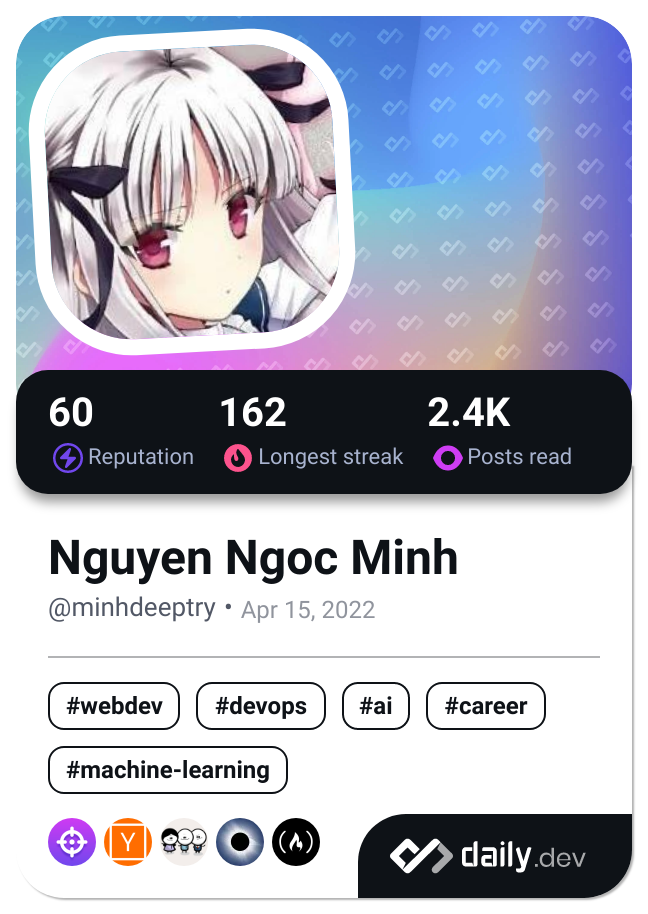 60 162 2.4K
Reputation Longest streak Posts read
Nguyen Ngoc Minh
@minhdeeptry • Apr 15, 2022
#webdev #devops #ai #career
#machine-learning
Y
daily.dev